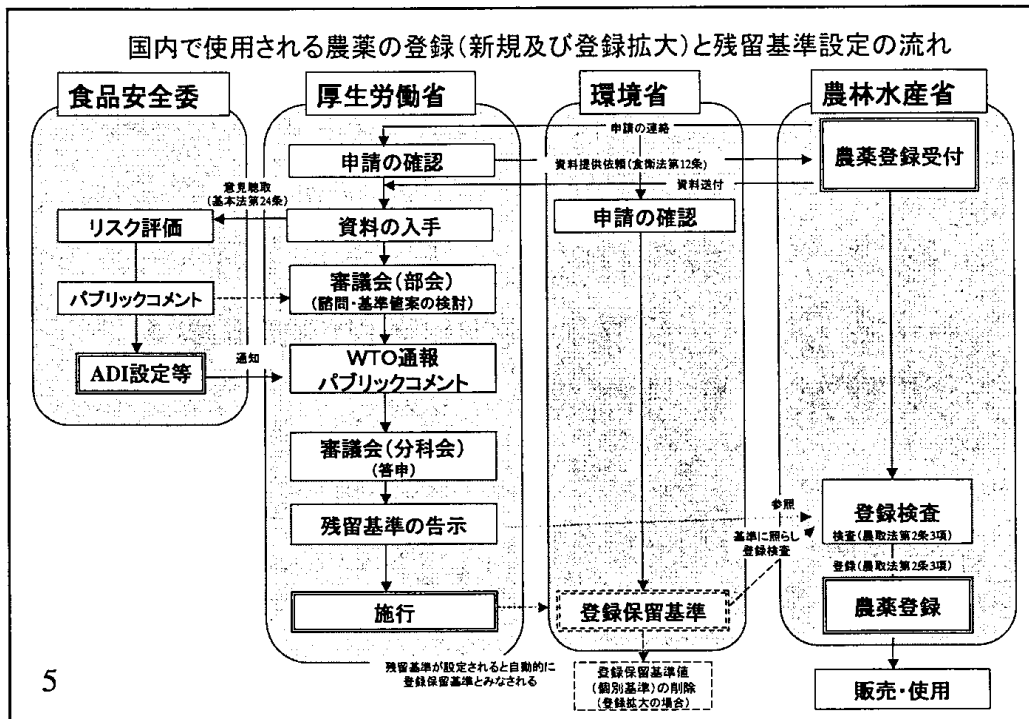 国内で使用される農薬の登録(新規及び登録拡大)と残留基準設定の流れ
食品安全委
厚生労働省
環境省
農林水産省
申請の連絡
申請の確認
農薬登録受付
資料提供依頼(食衛法第12条)
資料送付
意見聴取
(基本法第24条)
リスク評価
資料の入手
申請の確認
審議会(部会)
(諮問・基準値案の検討)
パブリックコメント
通知
ADI設定等
WTO通報
パブリックコメント
審議会(分科会)
(答申)
参照
残留基準の告示
基準に照らし
登録検査
登録検査
検査(農取法第2条3項)
登録(農取法第2条3項)
施行
登録保留基準
農薬登録
残留基準が設定されると自動的に
登録保留基準とみなされる
登録保留基準値
(個別基準)の削除
(登録拡大の場合)
販売・使用
5